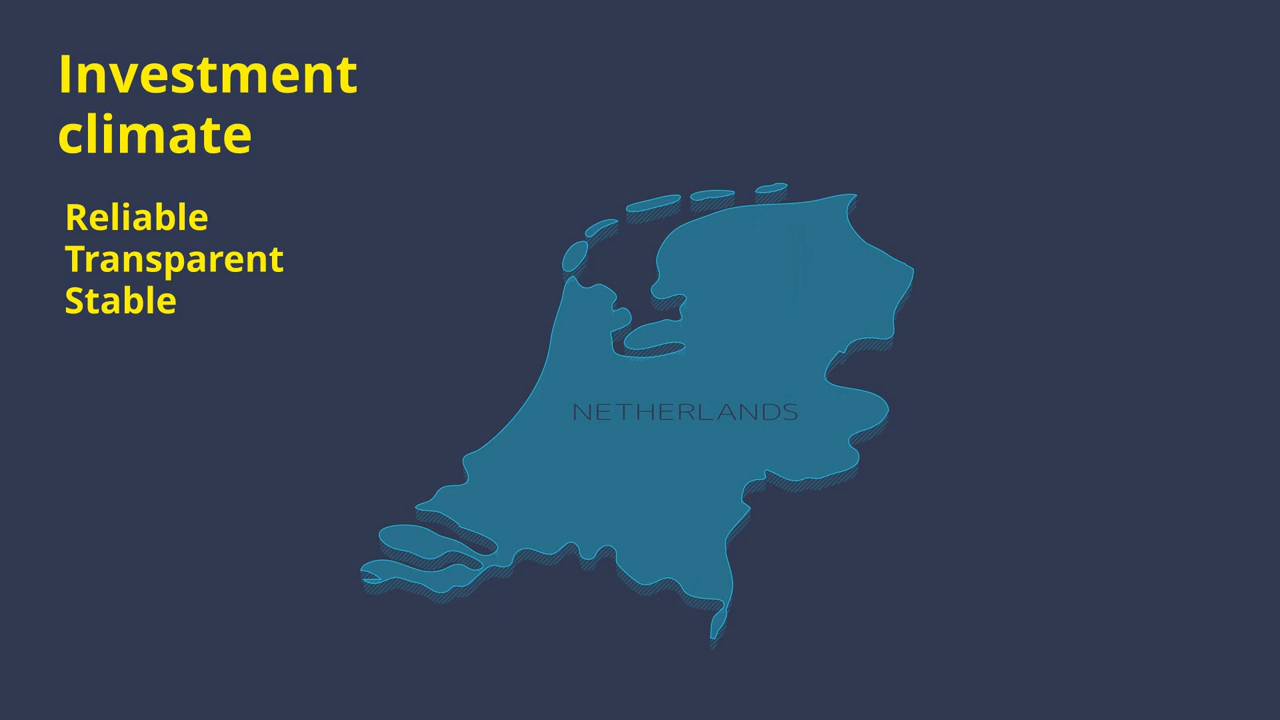 Investment
climate
Reliable
Transparent
Stable
NETHERLANDS